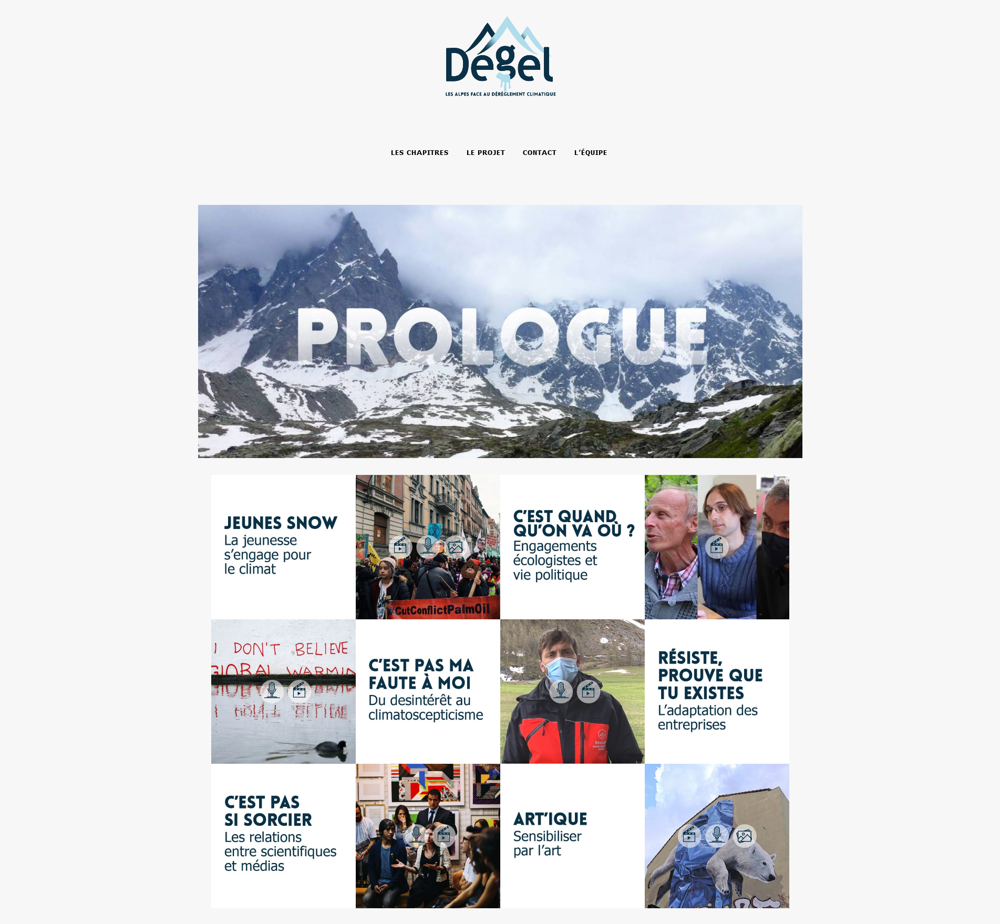 Dégel
LES ALPES FACE AU DÉRÉGLEMENT CLIMATIQUE
LES CHAPITRES LE PROJET CONTACT L’ÉQUIPE
PROLOGUE
JEUNES SNOW
La jeunesse
s’engage pour
le climat
Unite
#CutConflictPalmOil
C’EST QUAND
QU’ON VA OÙ ?
Engagements
écologistes et
vie politique
I DON'T BELIEVE
GLOBAL WARMIN
C’EST PAS MA
FAUTE À MOI
Du desintérêt au
climatoscepticisme
RÉSISTE,
PROUVE QUE
TU EXISTES
L’adaptation des
entreprises
C’EST PAS
SI SORCIER
Les relations
entre scientifiques
et médias
ART’IQUE
Sensibiliser
par l’art